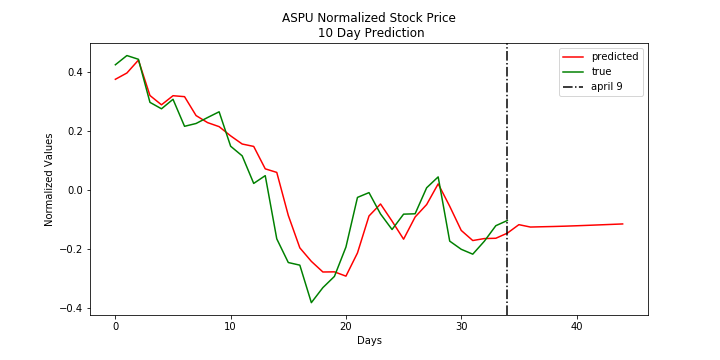 ASPU Normalized Stock Price
10 Day Prediction
Normalized Values
0.4
0.2
0.0
−0.2
−0.4
predicted
true
april 9
0
10
20
30
40
Days